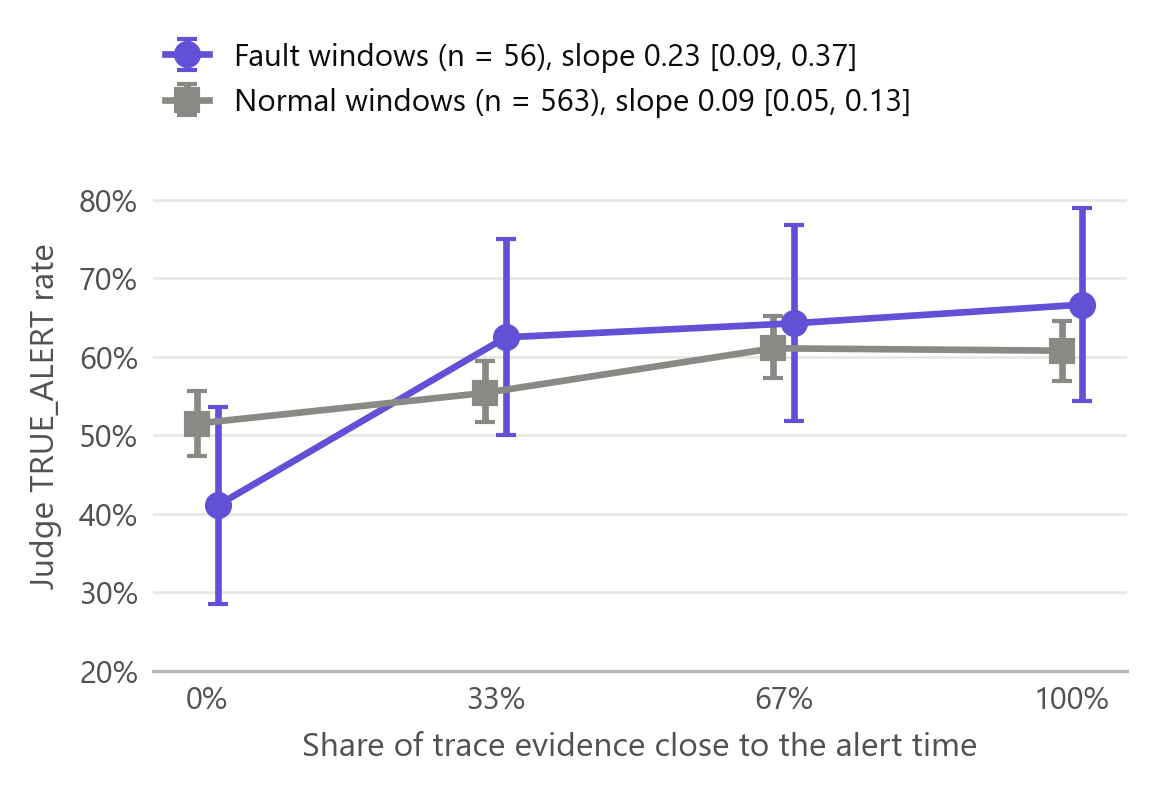 Fault windows (n = 56), slope 0.23 [0.09, 0.37]
Normal windows (n = 563), slope 0.09 [0.05, 0.13]
Judge TRUE_ALERT rate
80%
70%
60%
50%
40%
30%
20%
0% 33% 67% 100%
Share of trace evidence close to the alert time